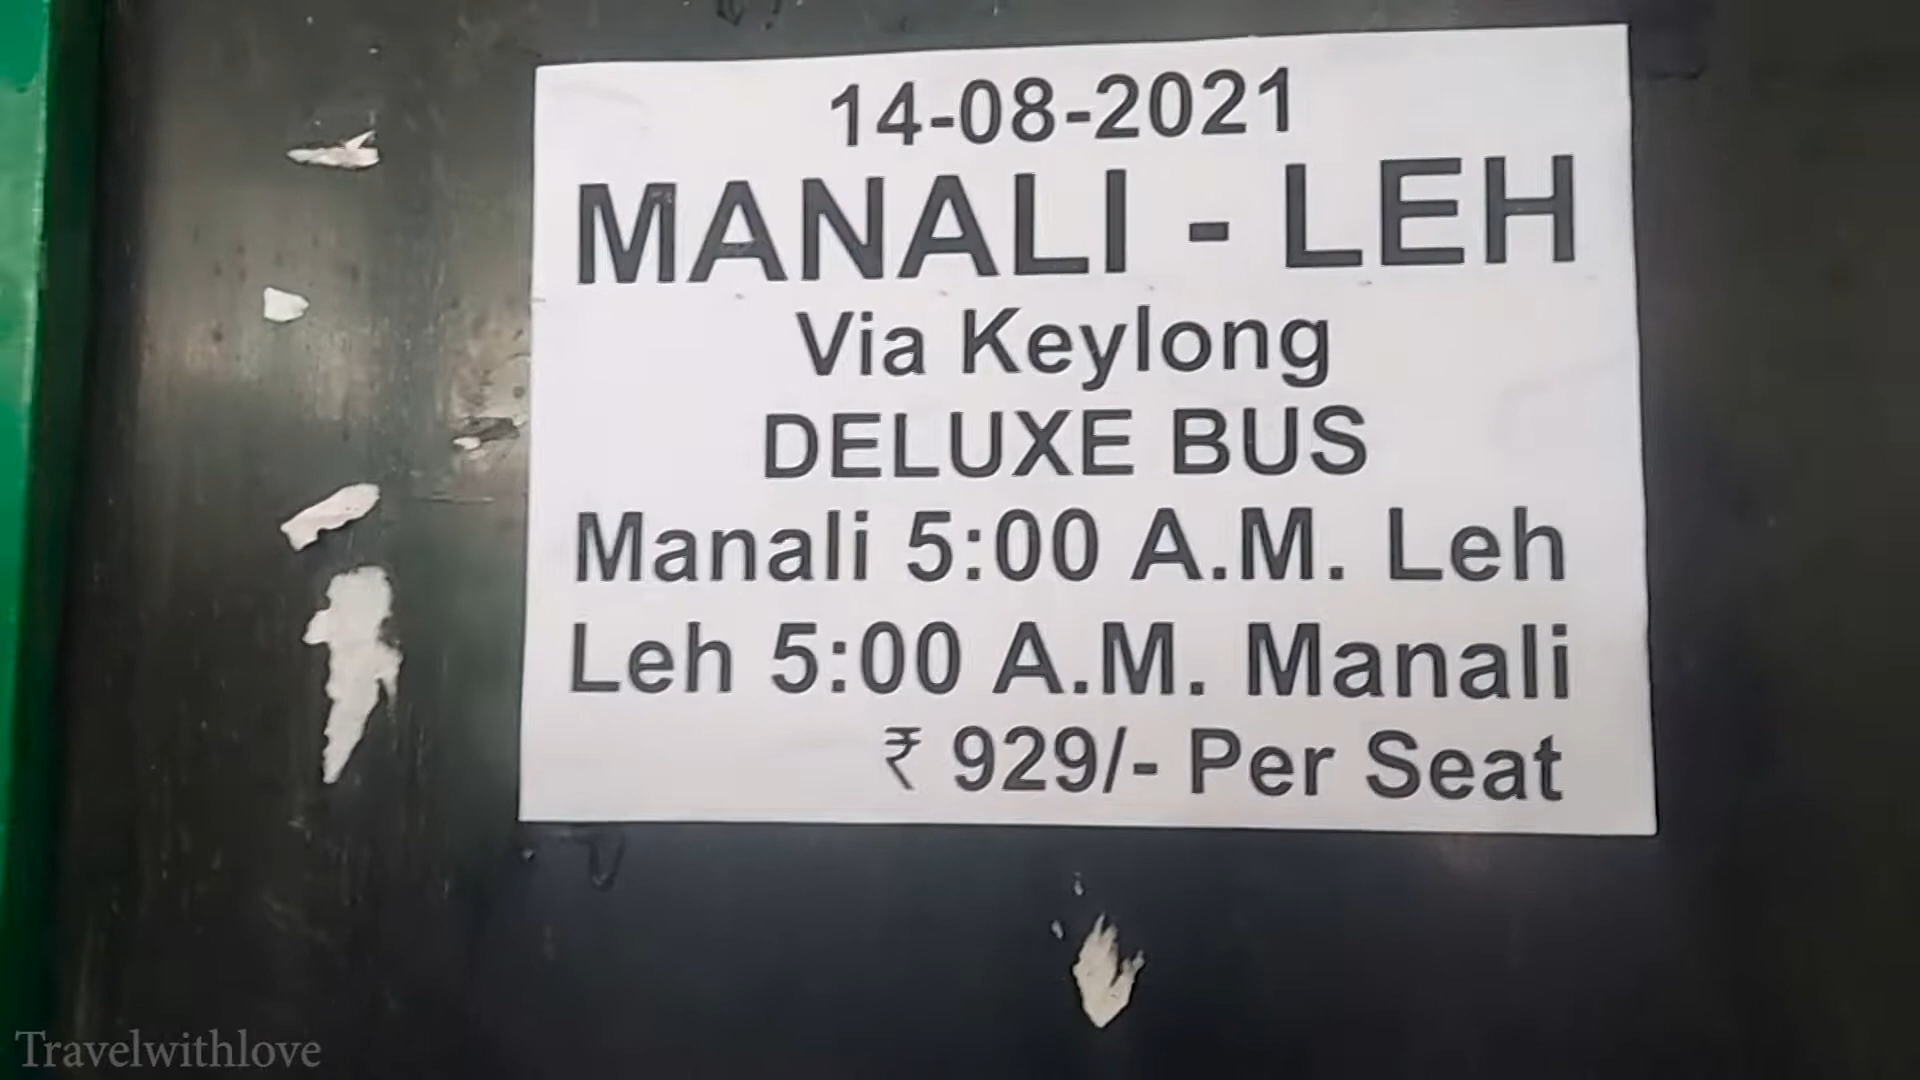 14-08-2021
MANALI - LEH
Via Keylong
DELUXE BUS
Manali 5:00 A.M. Leh
Leh 5:00 A.M. Manali
₹ 929/- Per Seat
Travelwithlove